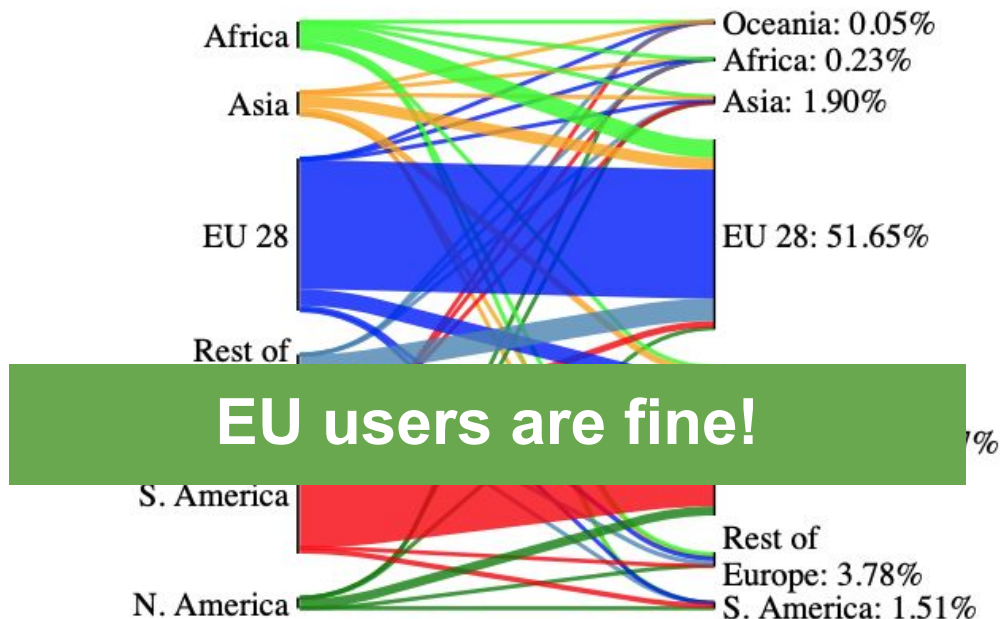 Africa
Asia
EU 28
Rest of
S. America
N. America
EU users are fine!
Oceania: 0.05%
Africa: 0.23%
Asia: 1.90%
EU 28: 51.65%
%
Rest of
Europe: 3.78%
S. America: 1.51%